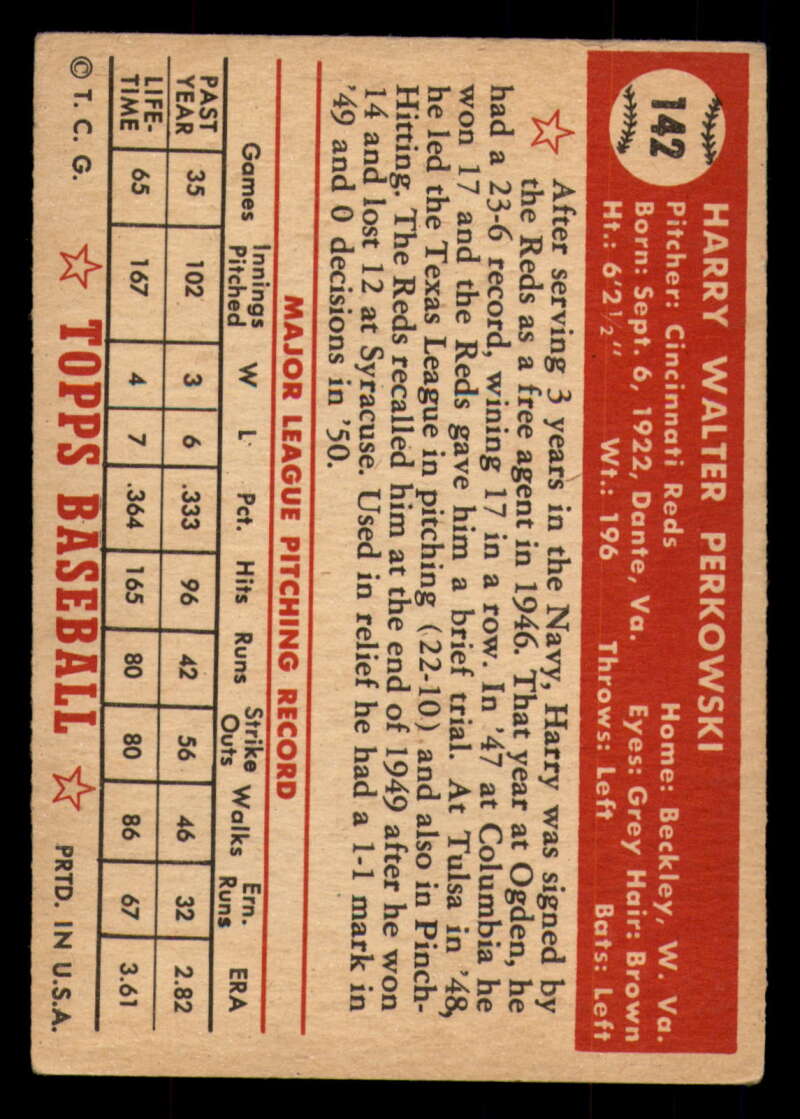 142
HARRY WALTER PERKOWSKI
Pitcher: Cincinnati Reds Home: Beckley, W. Va.
Born: Sept. 6, 1922, Dante, Va. Eyes: Grey Hair: Brown
Ht.: 6'2½" Wt.: 196 Throws: Left Bats: Left
After serving 3 years in the Navy, Harry was signed by
the Reds as a free agent in 1946. That year at Ogden, he
had a 23-6 record, wining 17 in a row. In '47 at Columbia he
won 17 and the Reds gave him a brief trial. At Tulsa in '48,
he led the Texas League in pitching (22-10) and also in Pinch-
Hitting. The Reds recalled him at the end of 1949 after he won
14 and lost 12 at Syracuse. Used in relief he had a 1-1 mark in
'49 and 0 decisions in '50.
MAJOR LEAGUE PITCHING RECORD
Games Innings Pitched W L Pct. Hits Runs Strike Outs Walks Ern. Runs ERA
PAST YEAR 35 102 3 6 .333 96 42 56 46 32 2.82
LIFE-TIME 65 167 4 7 .364 165 80 80 86 67 3.61
© T. C. G. TOPPS BASEBALL PRTD. IN U.S.A.